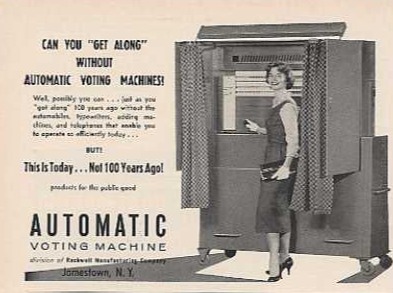 CAN YOU "GET ALONG"
WITHOUT
AUTOMATIC VOTING MACHINES!
Well, possibly you can . . . just as you
"got along" 100 years ago without the
automobiles, typewriters, adding ma-
chines, and telephones that enable you
to operate so efficiently today . . .
BUT!
This Is Today . . . Not 100 Years Ago!
products for the public good
AUTOMATIC
VOTING MACHINE
division of Rockwell Manufacturing Company
Jamestown, N. Y.